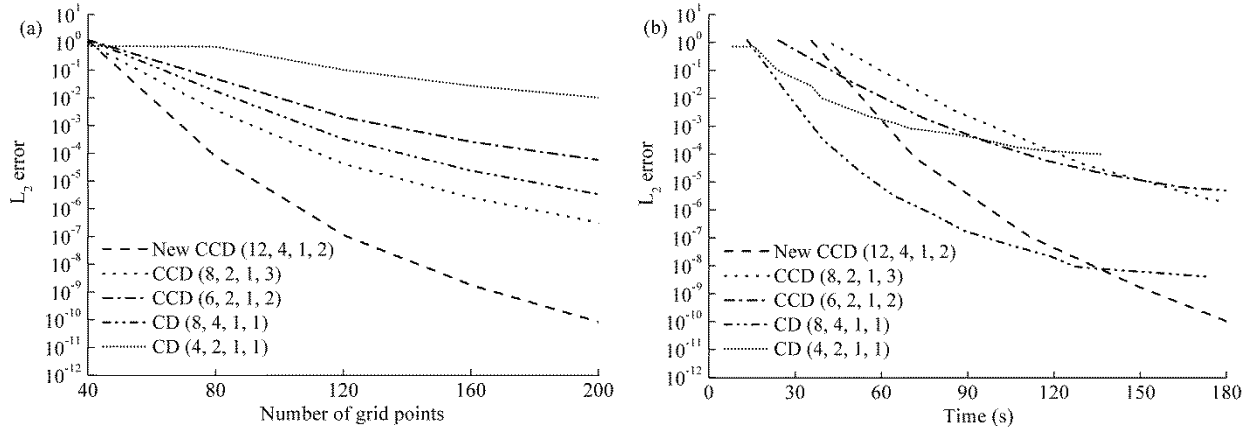 (a)
10^1
10^0
10^-1
10^-2
10^-3
10^-4
10^-5
10^-6
10^-7
10^-8
10^-9
10^-10
10^-11
10^-12
L_2 error
New CCD (12, 4, 1, 2)
CCD (8, 2, 1, 3)
CCD (6, 2, 1, 2)
CD (8, 4, 1, 1)
CD (4, 2, 1, 1)
40 80 120 160 200
Number of grid points
(b)
10^1
10^0
10^-1
10^-2
10^-3
10^-4
10^-5
10^-6
10^-7
10^-8
10^-9
10^-10
10^-11
10^-12
L_2 error
New CCD (12, 4, 1, 2)
CCD (8, 2, 1, 3)
CCD (6, 2, 1, 2)
CD (8, 4, 1, 1)
CD (4, 2, 1, 1)
0 30 60 90 120 150 180
Time (s)